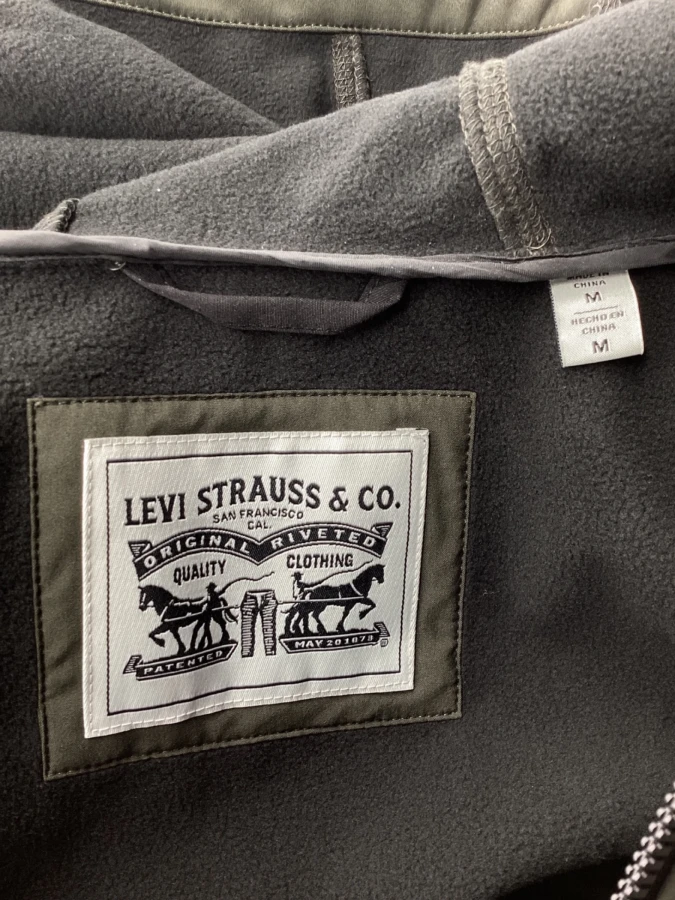 MADE IN
CHINA
M
HECHO EN
CHINA
M
LEVI STRAUSS & CO.
SAN FRANCISCO
CAL.
ORIGINAL RIVETED
QUALITY CLOTHING
PATENTED MAY 20 1873